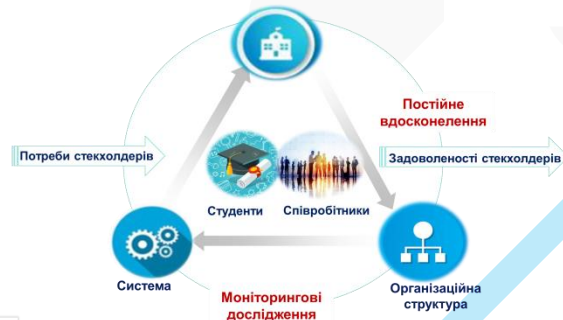 Постійне
вдосконелення
Потреби стекхолдерів
Задоволеності стекхолдерів
Студенти
Співробітники
Система
Організаційна
структура
Моніторингові
дослідження